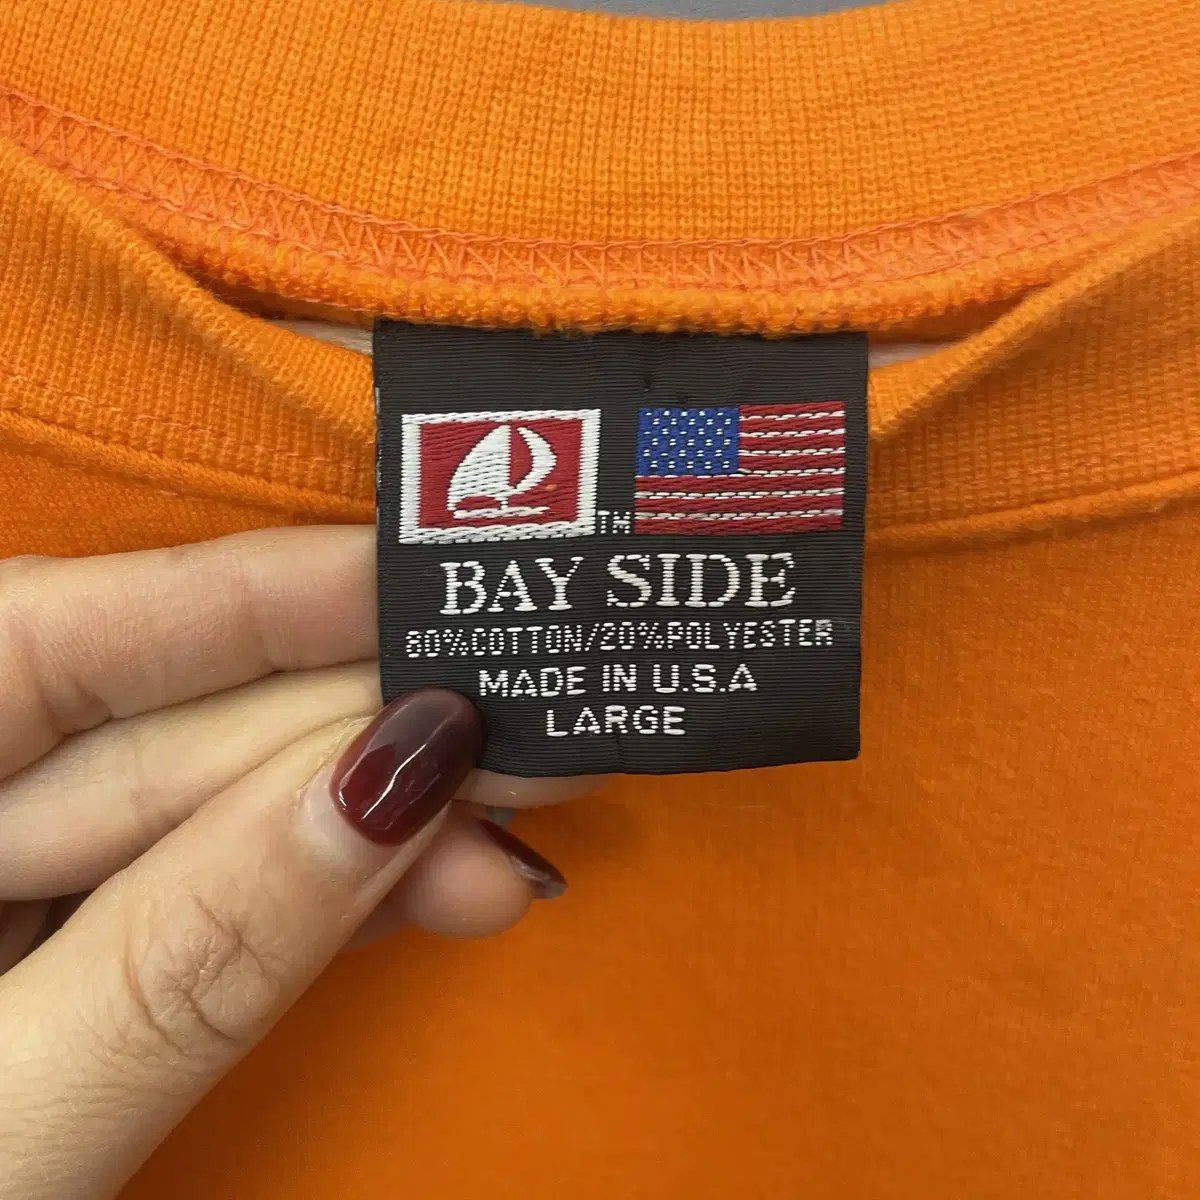 TM
BAY SIDE
80%COTTON/20%POLYESTER
MADE IN U.S.A
LARGE